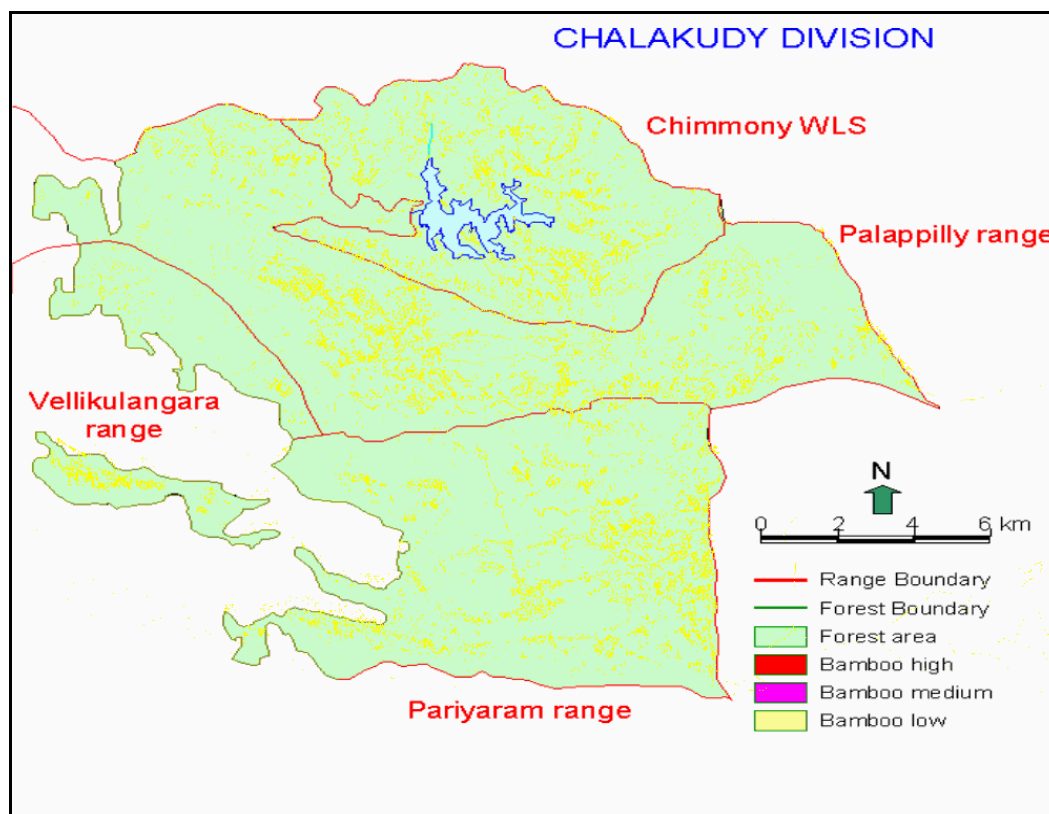 CHALAKUDY DIVISION
Chimmony WLS
Palappilly range
Vellikulangara
range
N
0 2 4 6 km
Range Boundary
Forest Boundary
Forest area
Bamboo high
Bamboo medium
Bamboo low
Pariyaram range